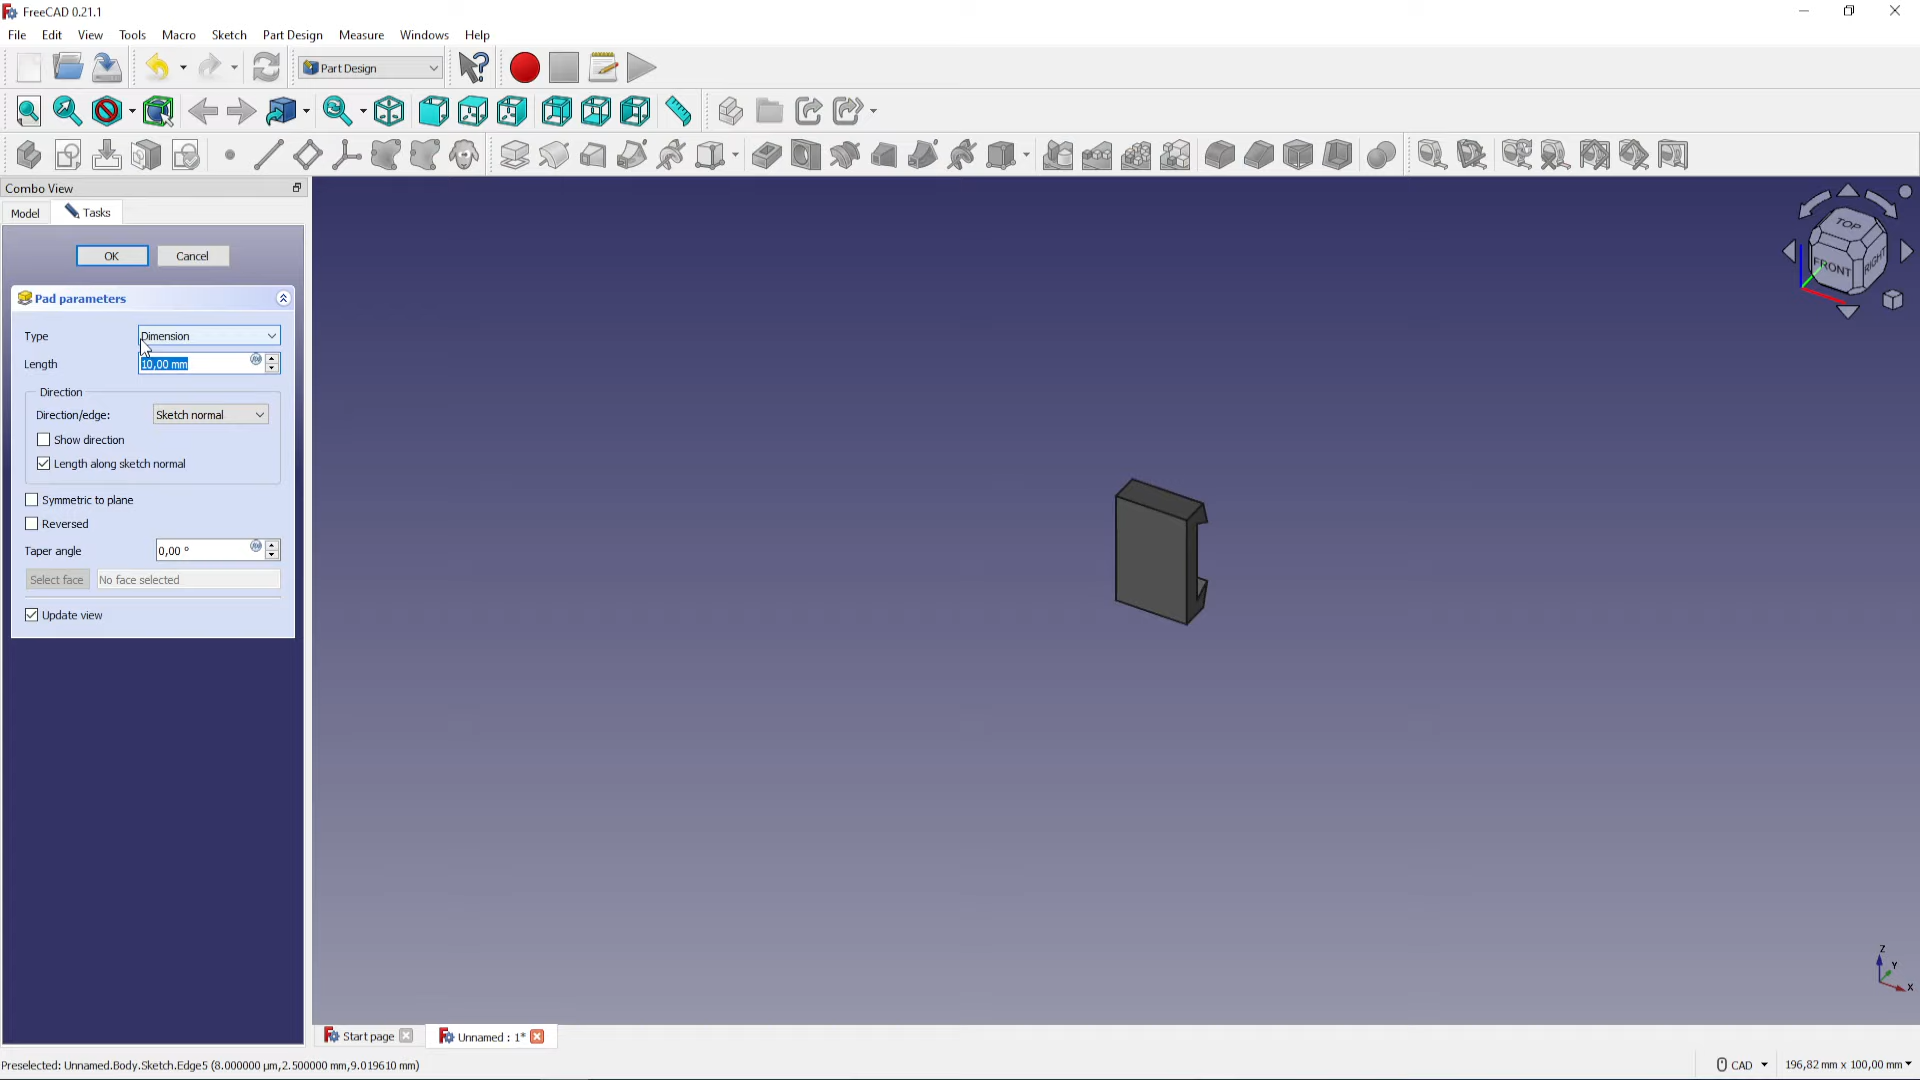 FreeCAD 0.21.1
File Edit View Tools Macro Sketch Part Design Measure Windows Help
Part Design
Combo View
Model Tasks
OK Cancel
Pad parameters
Type Dimension
Length 10,00 mm
Direction
Direction/edge: Sketch normal
Show direction
Length along sketch normal
Symmetric to plane
Reversed
Taper angle 0,00 °
Select face No face selected
Update view
TOP
FRONT
RIGHT
Z
Y
X
Start page Unnamed : 1*
Preselected: Unnamed.Body.Sketch.Edge5 (8.000000 µm,2.500000 mm,9.019610 mm) CAD 196,82 mm x 100,00 mm